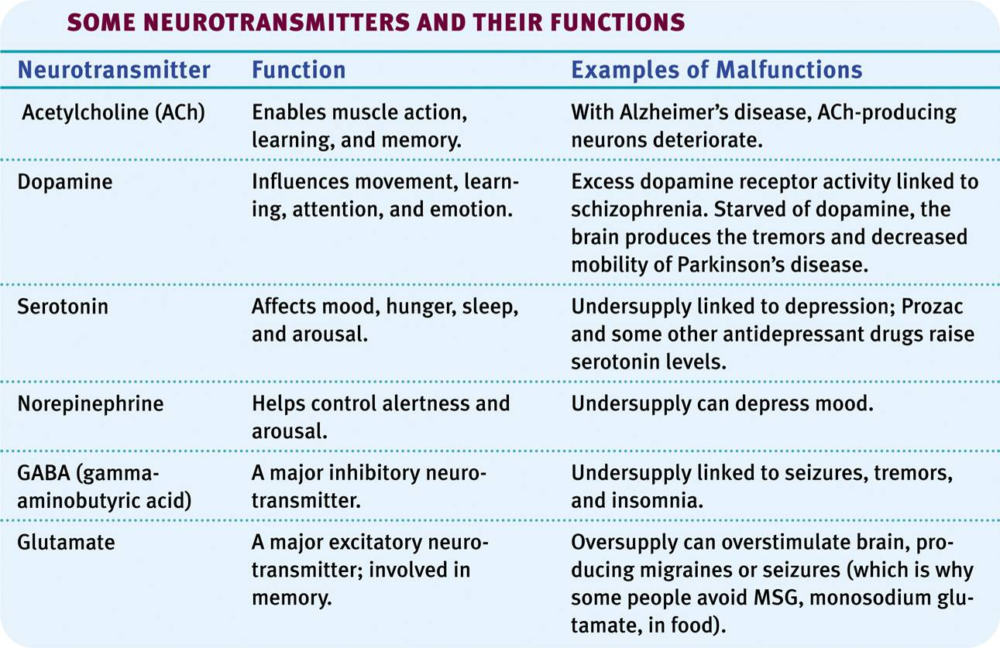 SOME NEUROTRANSMITTERS AND THEIR FUNCTIONS
Neurotransmitter Function Examples of Malfunctions
Acetylcholine (ACh) Enables muscle action, With Alzheimer’s disease, ACh-producing
learning, and memory. neurons deteriorate.
Dopamine Influences movement, learn- Excess dopamine receptor activity linked to
ing, attention, and emotion. schizophrenia. Starved of dopamine, the
brain produces the tremors and decreased
mobility of Parkinson’s disease.
Serotonin Affects mood, hunger, sleep, Undersupply linked to depression; Prozac
and arousal. and some other antidepressant drugs raise
serotonin levels.
Norepinephrine Helps control alertness and Undersupply can depress mood.
arousal.
GABA (gamma- A major inhibitory neuro- Undersupply linked to seizures, tremors,
aminobutyric acid) transmitter. and insomnia.
Glutamate A major excitatory neuro- Oversupply can overstimulate brain, pro-
transmitter; involved in ducing migraines or seizures (which is why
memory. some people avoid MSG, monosodium glu-
tamate, in food).